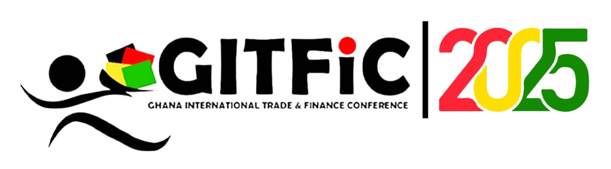 GITFiC
GHANA INTERNATIONAL TRADE & FINANCE CONFERENCE
2025